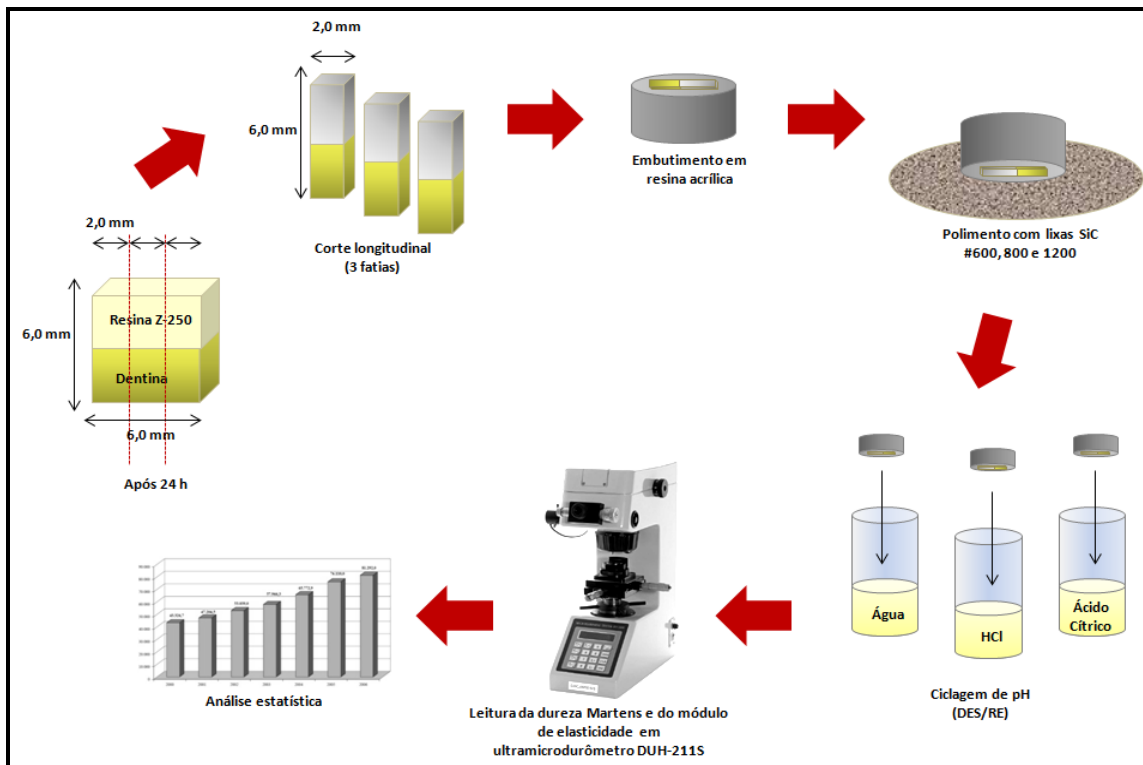 2,0 mm
6,0 mm
Corte longitudinal
(3 fatias)
Embutimento em
resina acrílica
Polimento com lixas SiC
#600, 800 e 1200
2,0 mm
6,0 mm
Resina Z-250
Dentina
6,0 mm
Após 24 h
Água
HCl
Ácido
Cítrico
Ciclagem de pH
(DES/RE)
Leitura da dureza Martens e do módulo
de elasticidade em
ultramicrodurômetro DUH-211S
Análise estatística